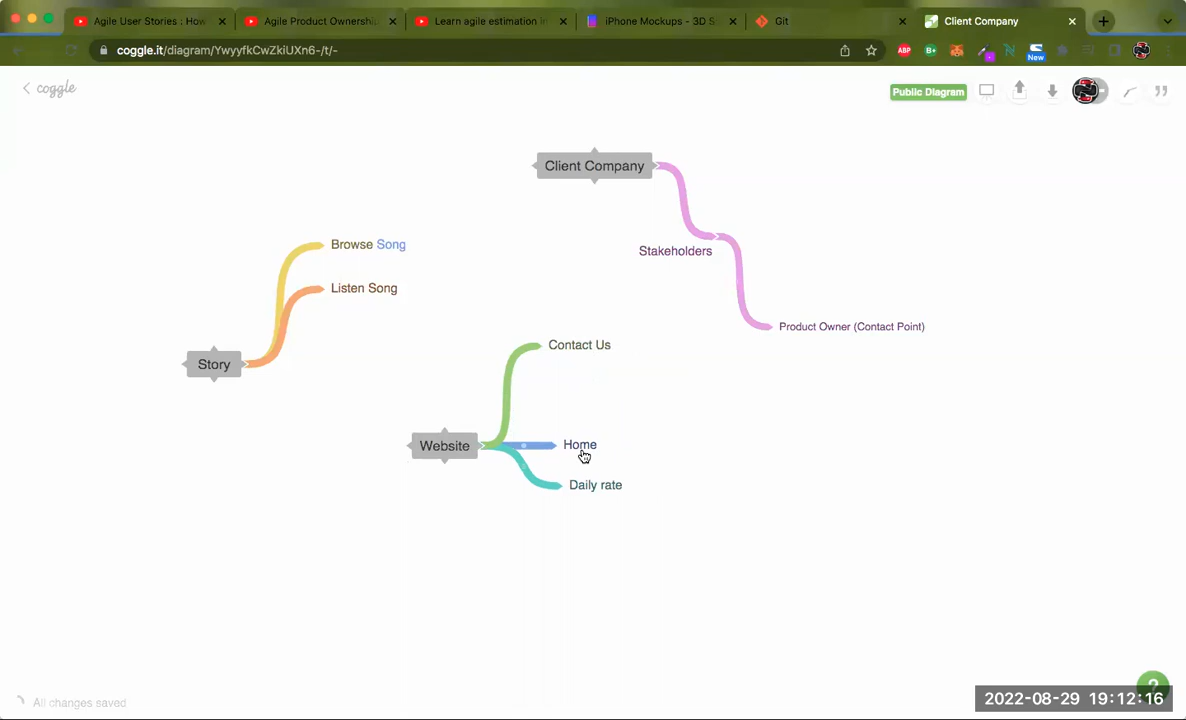 Agile User Stories : How
Agile Product Ownership
Learn agile estimation in
iPhone Mockups - 3D S
Git
Client Company
coggle.it/diagram/YwyyfkCwZkiUXn6-/t/-
ABP
B+
New
coggle
Public Diagram
Client Company
Browse Song
Stakeholders
Listen Song
Product Owner (Contact Point)
Contact Us
Story
Website
Home
Daily rate
All changes saved
?
2022-08-29 19:12:16